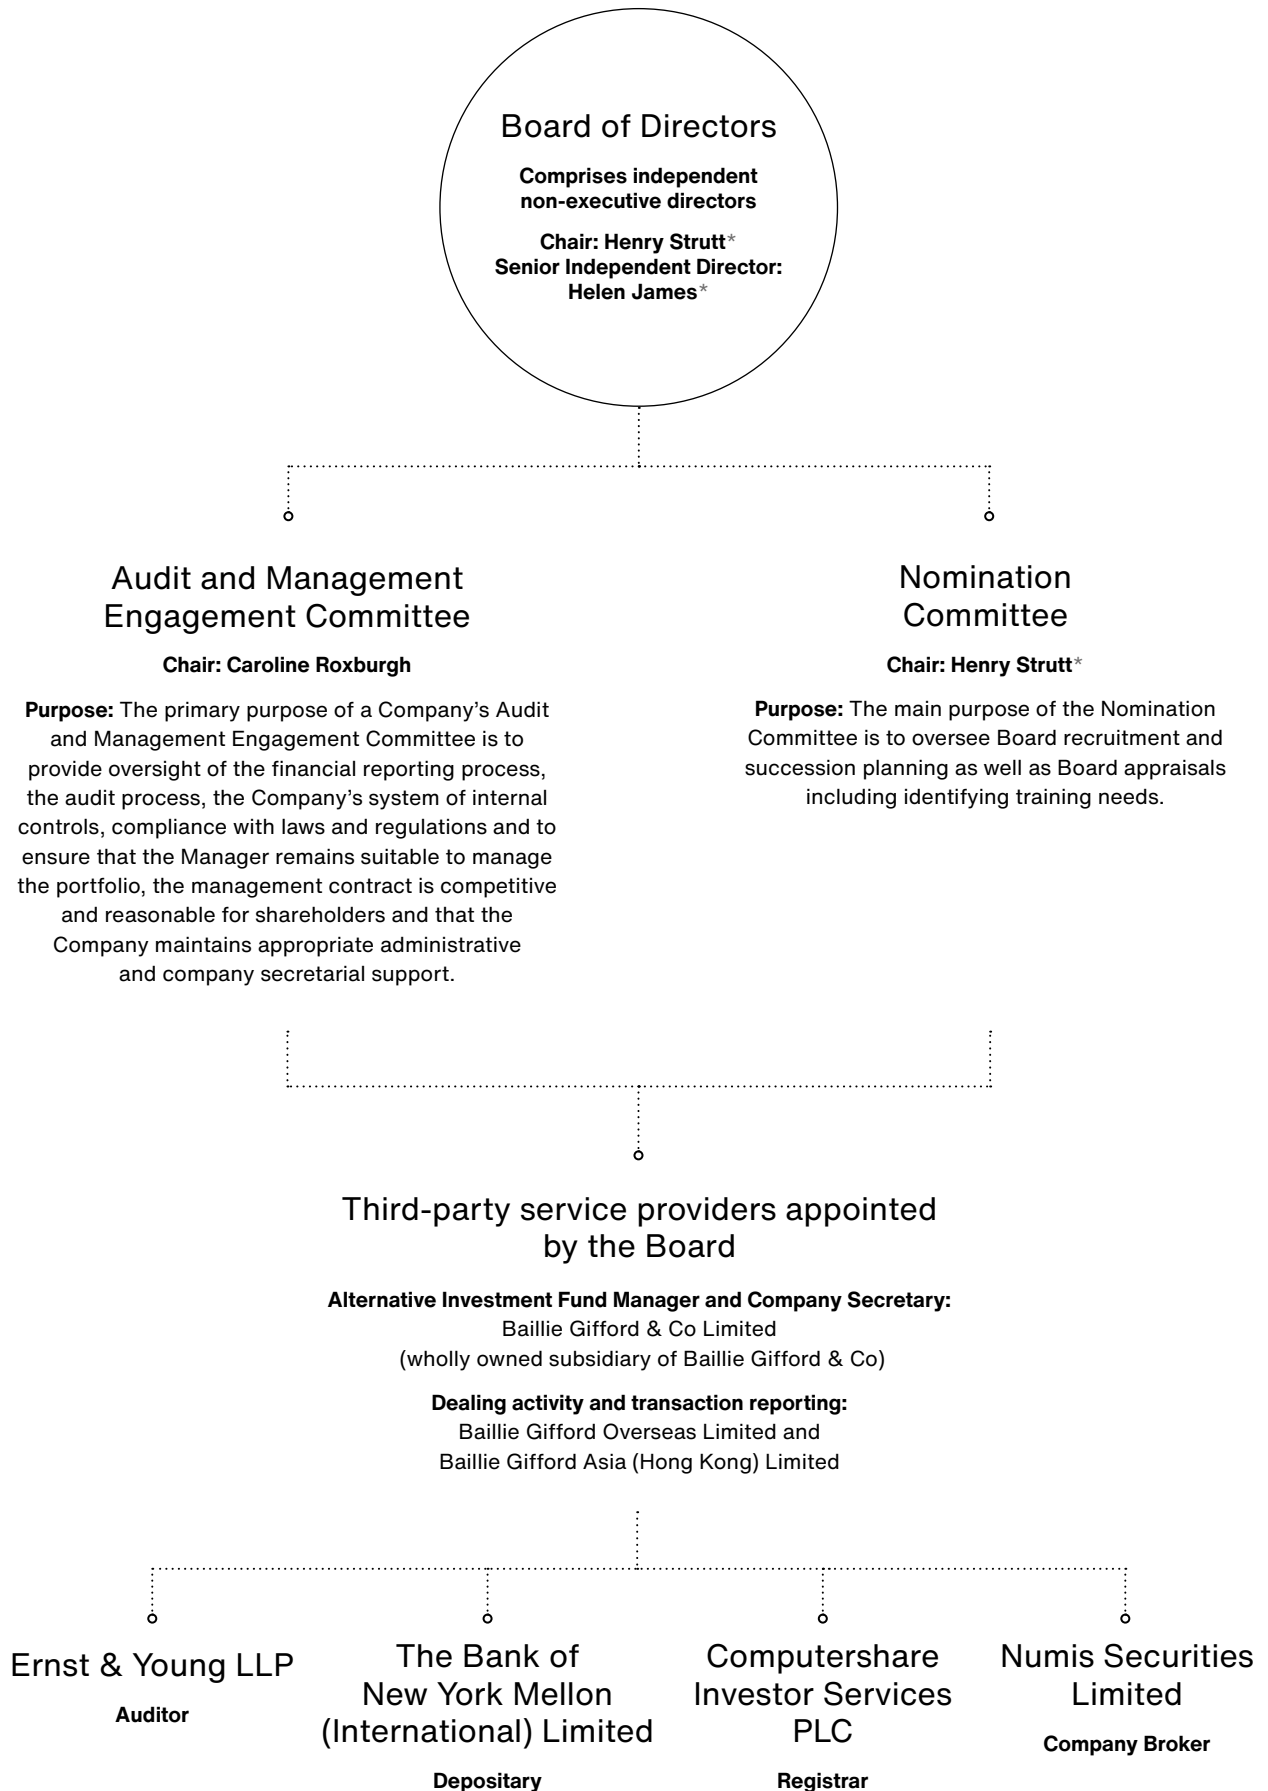 Board of Directors
Comprises independent
non-executive directors
Chair: Henry Strutt*
Senior Independent Director:
Helen James*
Audit and Management
Engagement Committee
Chair: Caroline Roxburgh
Purpose: The primary purpose of a Company’s Audit
and Management Engagement Committee is to
provide oversight of the financial reporting process,
the audit process, the Company’s system of internal
controls, compliance with laws and regulations and to
ensure that the Manager remains suitable to manage
the portfolio, the management contract is competitive
and reasonable for shareholders and that the
Company maintains appropriate administrative
and company secretarial support.
Nomination
Committee
Chair: Henry Strutt*
Purpose: The main purpose of the Nomination
Committee is to oversee Board recruitment and
succession planning as well as Board appraisals
including identifying training needs.
Third-party service providers appointed
by the Board
Alternative Investment Fund Manager and Company Secretary:
Baillie Gifford & Co Limited
(wholly owned subsidiary of Baillie Gifford & Co)
Dealing activity and transaction reporting:
Baillie Gifford Overseas Limited and
Baillie Gifford Asia (Hong Kong) Limited
Ernst & Young LLP
Auditor
The Bank of
New York Mellon
(International) Limited
Depositary
Computershare
Investor Services
PLC
Registrar
Numis Securities
Limited
Company Broker